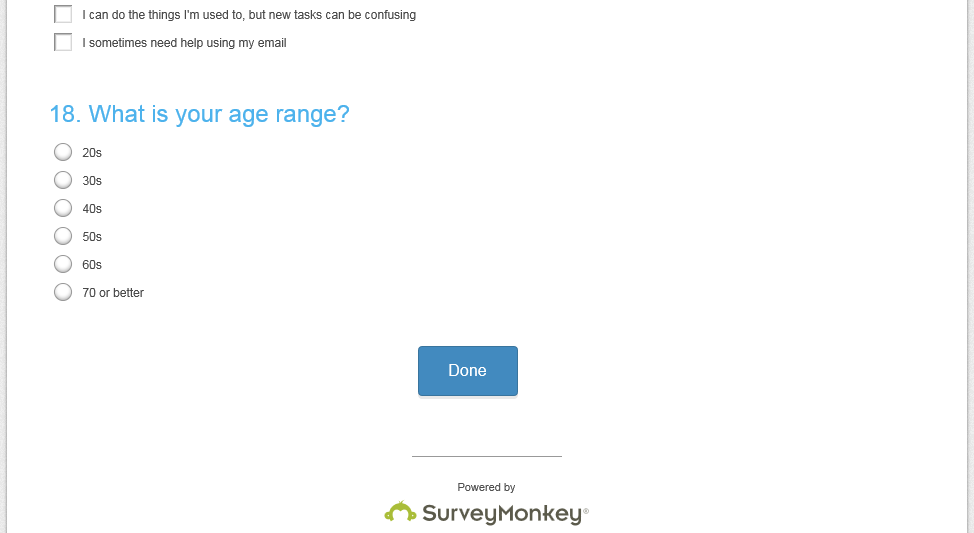 I can do the things I'm used to, but new tasks can be confusing
I sometimes need help using my email
18. What is your age range?
20s
30s
40s
50s
60s
70 or better
Done
Powered by
SurveyMonkey®